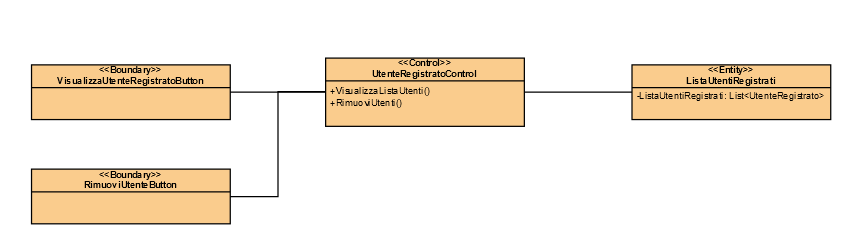 <<Boundary>>
VisualizzaUtenteRegistratoButton
<<Control>>
UtenteRegistratoControl
+VisualizzaListaUtenti()
+RimuoviUtenti()
<<Entity>>
ListaUtentiRegistrati
-ListaUtentiRegistrati: List<UtenteRegistrato>
<<Boundary>>
RimuoviUtenteButton